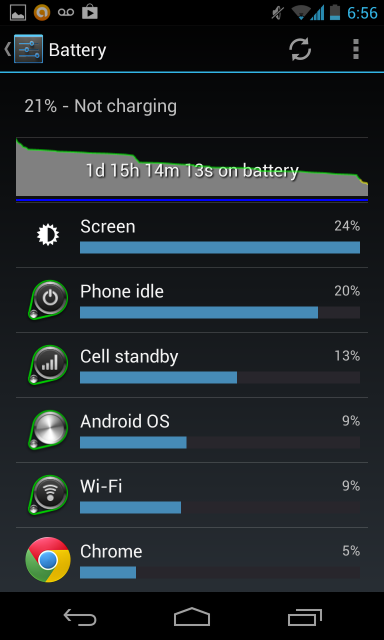 6:56
Battery
21% - Not charging
1d 15h 14m 13s on battery
Screen 24%
Phone idle 20%
Cell standby 13%
Android OS 9%
Wi-Fi 9%
Chrome 5%